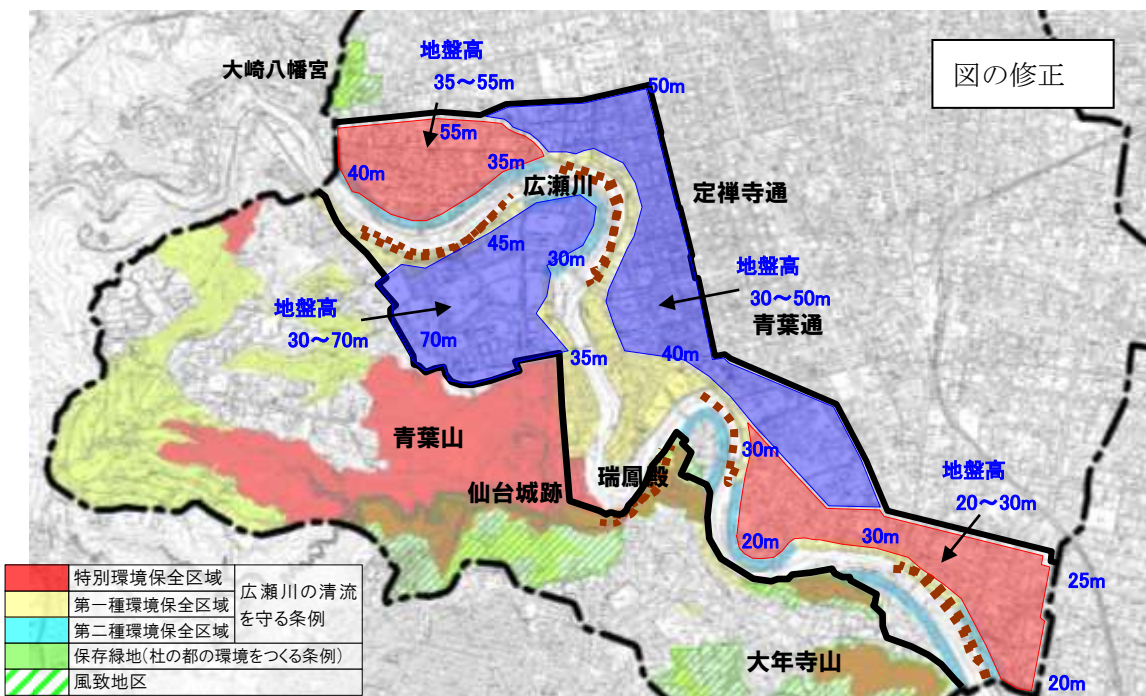 図の修正
大崎八幡宮
地盤高
35～55m
50m
55m
35m
40m
広瀬川
定禅寺通
45m
30m
地盤高
30～50m
青葉通
地盤高
30～70m
70m
35m
40m
青葉山
30m
瑞鳳殿
仙台城跡
地盤高
20～30m
20m
30m
25m
大年寺山
20m
特別環境保全区域
第一種環境保全区域
第二種環境保全区域
広瀬川の清流
を守る条例
保存緑地(杜の都の環境をつくる条例)
風致地区